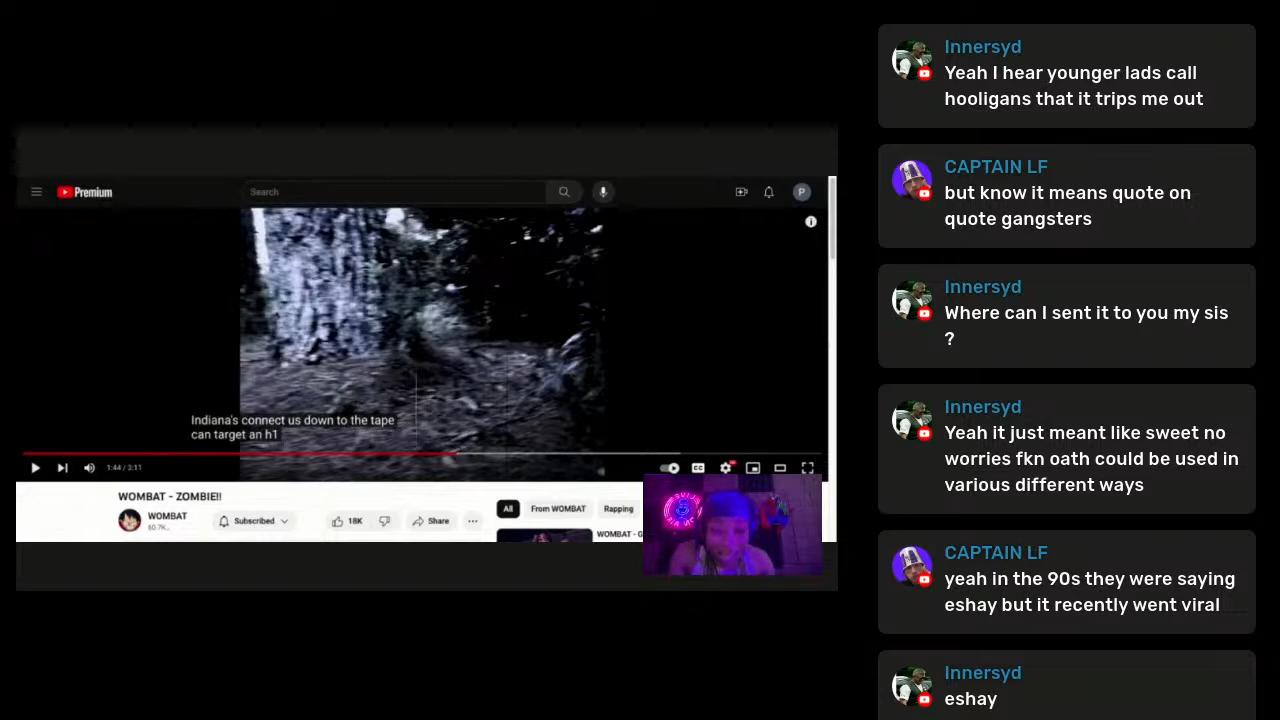 Premium
Search
P
Indiana's connect us down to the tape
can target an h1
1:44 / 3:11
CC
WOMBAT - ZOMBIE!!
WOMBAT
60.7K...
Subscribed
18K
Share
...
All
From WOMBAT
Rapping
WOMBAT - G
Innersyd
Yeah I hear younger lads call
hooligans that it trips me out
CAPTAIN LF
but know it means quote on
quote gangsters
Innersyd
Where can I sent it to you my sis
?
Innersyd
Yeah it just meant like sweet no
worries fkn oath could be used in
various different ways
CAPTAIN LF
yeah in the 90s they were saying
eshay but it recently went viral
Innersyd
eshay